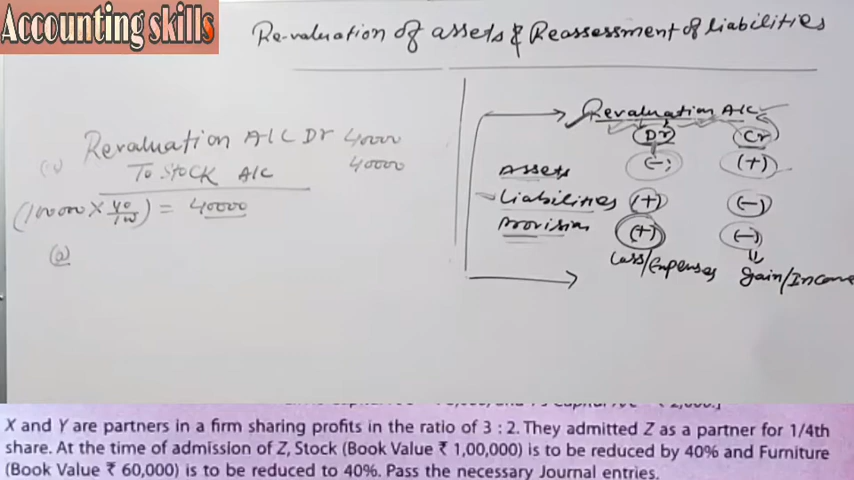 Accounting skills
Re-valuation of assets & Reassessment of liabilities
Revaluation A/C Dr 40000
(1) To Stock A/C 40000
(100000 × 40/100) = 40000
(2)
Revaluation A/C
Dr Cr
Assets (-) (+)
Liabilities (+) (-)
Provision (+) (-)
Loss/Expenses gain/Income
X and Y are partners in a firm sharing profits in the ratio of 3 : 2. They admitted Z as a partner for 1/4th
share. At the time of admission of Z, Stock (Book Value ₹ 1,00,000) is to be reduced by 40% and Furniture
(Book Value ₹ 60,000) is to be reduced to 40%. Pass the necessary Journal entries.